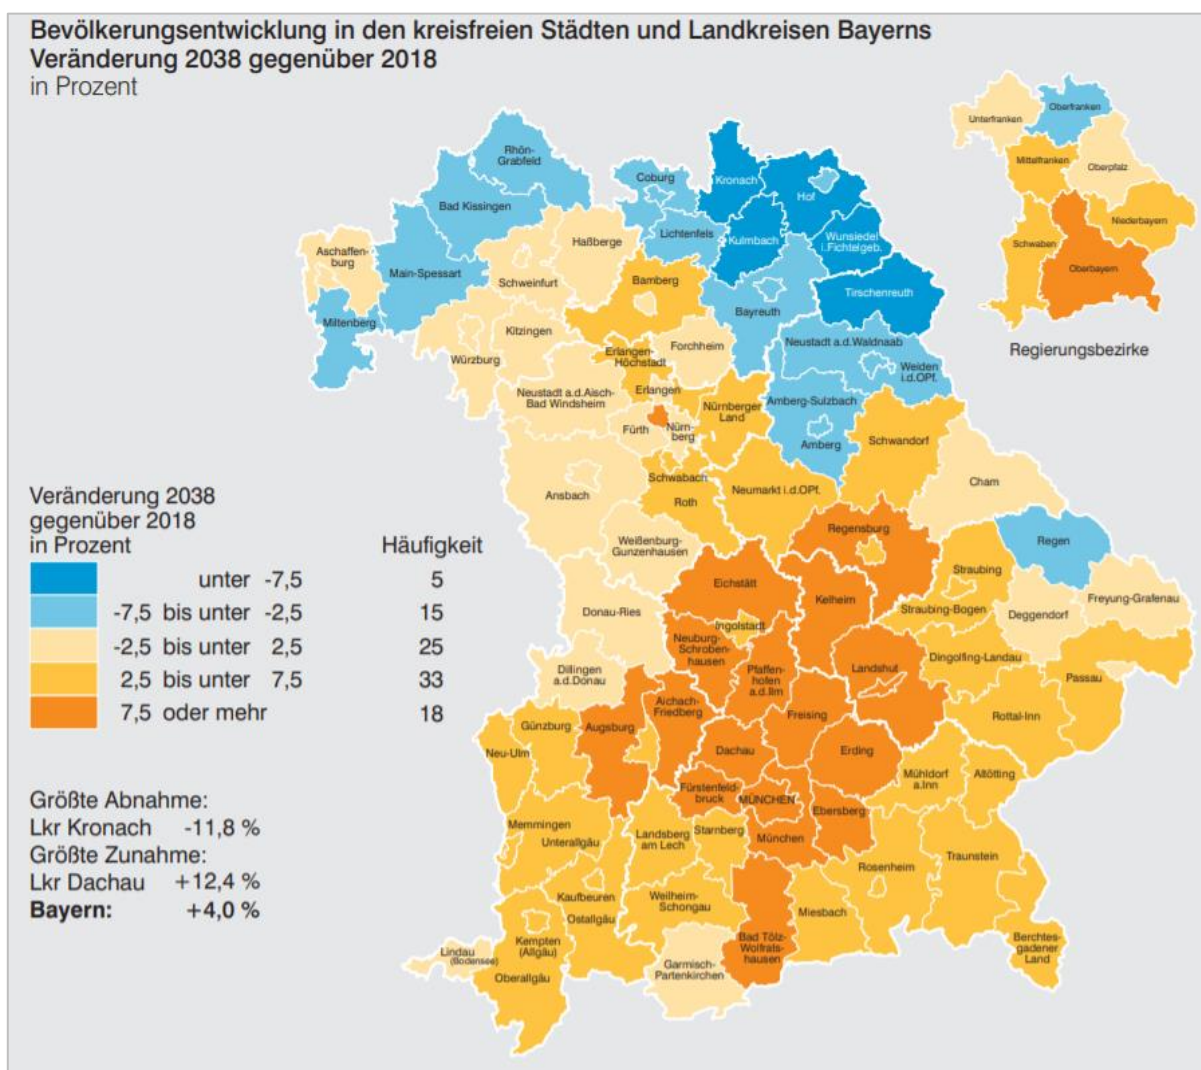 Bevölkerungsentwicklung in den kreisfreien Städten und Landkreisen Bayerns
Veränderung 2038 gegenüber 2018
in Prozent
Unterfranken
Oberfranken
Mittelfranken
Oberpfalz
Niederbayern
Schwaben
Oberbayern
Regierungsbezirke
Rhön-
Grabfeld
Bad Kissingen
Coburg
Kronach
Hof
Lichtenfels
Kulmbach
Wunsiedel
i.Fichtelgeb.
Aschaffen-
burg
Main-Spessart
Haßberge
Schweinfurt
Bamberg
Bayreuth
Tirschenreuth
Miltenberg
Kitzingen
Würzburg
Forchheim
Erlangen-
Höchstadt
Neustadt a.d.Waldnaab
Weiden
i.d.OPf.
Neustadt a.d.Aisch-
Bad Windsheim
Erlangen
Nürnberger
Land
Amberg-Sulzbach
Amberg
Fürth
Nürn-
berg
Schwandorf
Ansbach
Schwabach
Roth
Neumarkt i.d.OPf.
Cham
Weißenburg-
Gunzenhausen
Regensburg
Regen
Eichstätt
Kelheim
Straubing
Straubing-Bogen
Deggendorf
Freyung-Grafenau
Donau-Ries
Ingolstadt
Neuburg-
Schroben-
hausen
Pfaffen-
hofen
a.d.Ilm
Landshut
Dingolfing-Landau
Passau
Dillingen
a.d.Donau
Aichach-
Friedberg
Freising
Rottal-Inn
Günzburg
Augsburg
Neu-Ulm
Dachau
Erding
Mühldorf
a.Inn
Altötting
Fürstenfeld-
bruck
MÜNCHEN
Ebersberg
Memmingen
Unterallgäu
Landsberg
am Lech
Starnberg
München
Rosenheim
Traunstein
Kaufbeuren
Ostallgäu
Weilheim-
Schongau
Miesbach
Bad Tölz-
Wolfrats-
hausen
Berchtes-
gadener
Land
Lindau
(Bodensee)
Kempten
(Allgäu)
Oberallgäu
Garmisch-
Partenkirchen
Veränderung 2038
gegenüber 2018
in Prozent Häufigkeit
unter -7,5 5
-7,5 bis unter -2,5 15
-2,5 bis unter 2,5 25
2,5 bis unter 7,5 33
7,5 oder mehr 18
Größte Abnahme:
Lkr Kronach -11,8 %
Größte Zunahme:
Lkr Dachau +12,4 %
Bayern: +4,0 %